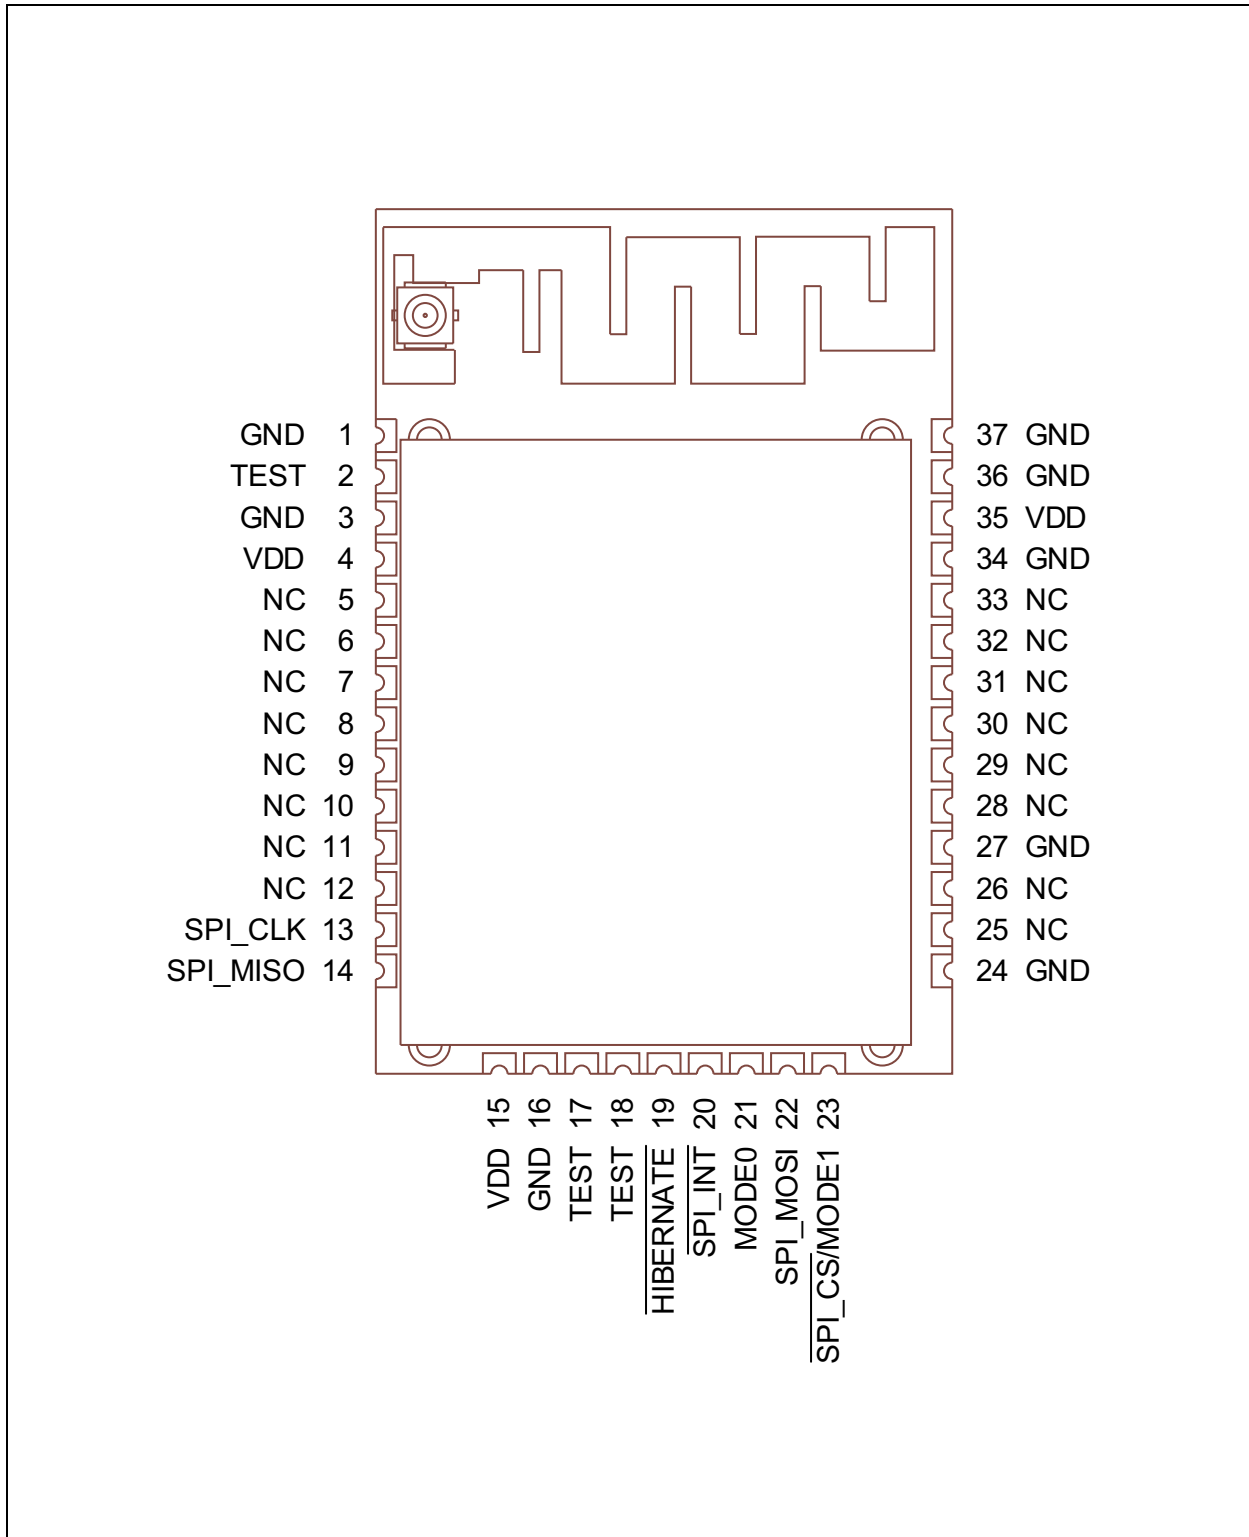 GND 1
TEST 2
GND 3
VDD 4
NC 5
NC 6
NC 7
NC 8
NC 9
NC 10
NC 11
NC 12
SPI_CLK 13
SPI_MISO 14
VDD 15
GND 16
TEST 17
TEST 18
HIBERNATE 19
SPI_INT 20
MODE0 21
SPI_MOSI 22
SPI_CS/MODE1 23
37 GND
36 GND
35 VDD
34 GND
33 NC
32 NC
31 NC
30 NC
29 NC
28 NC
27 GND
26 NC
25 NC
24 GND